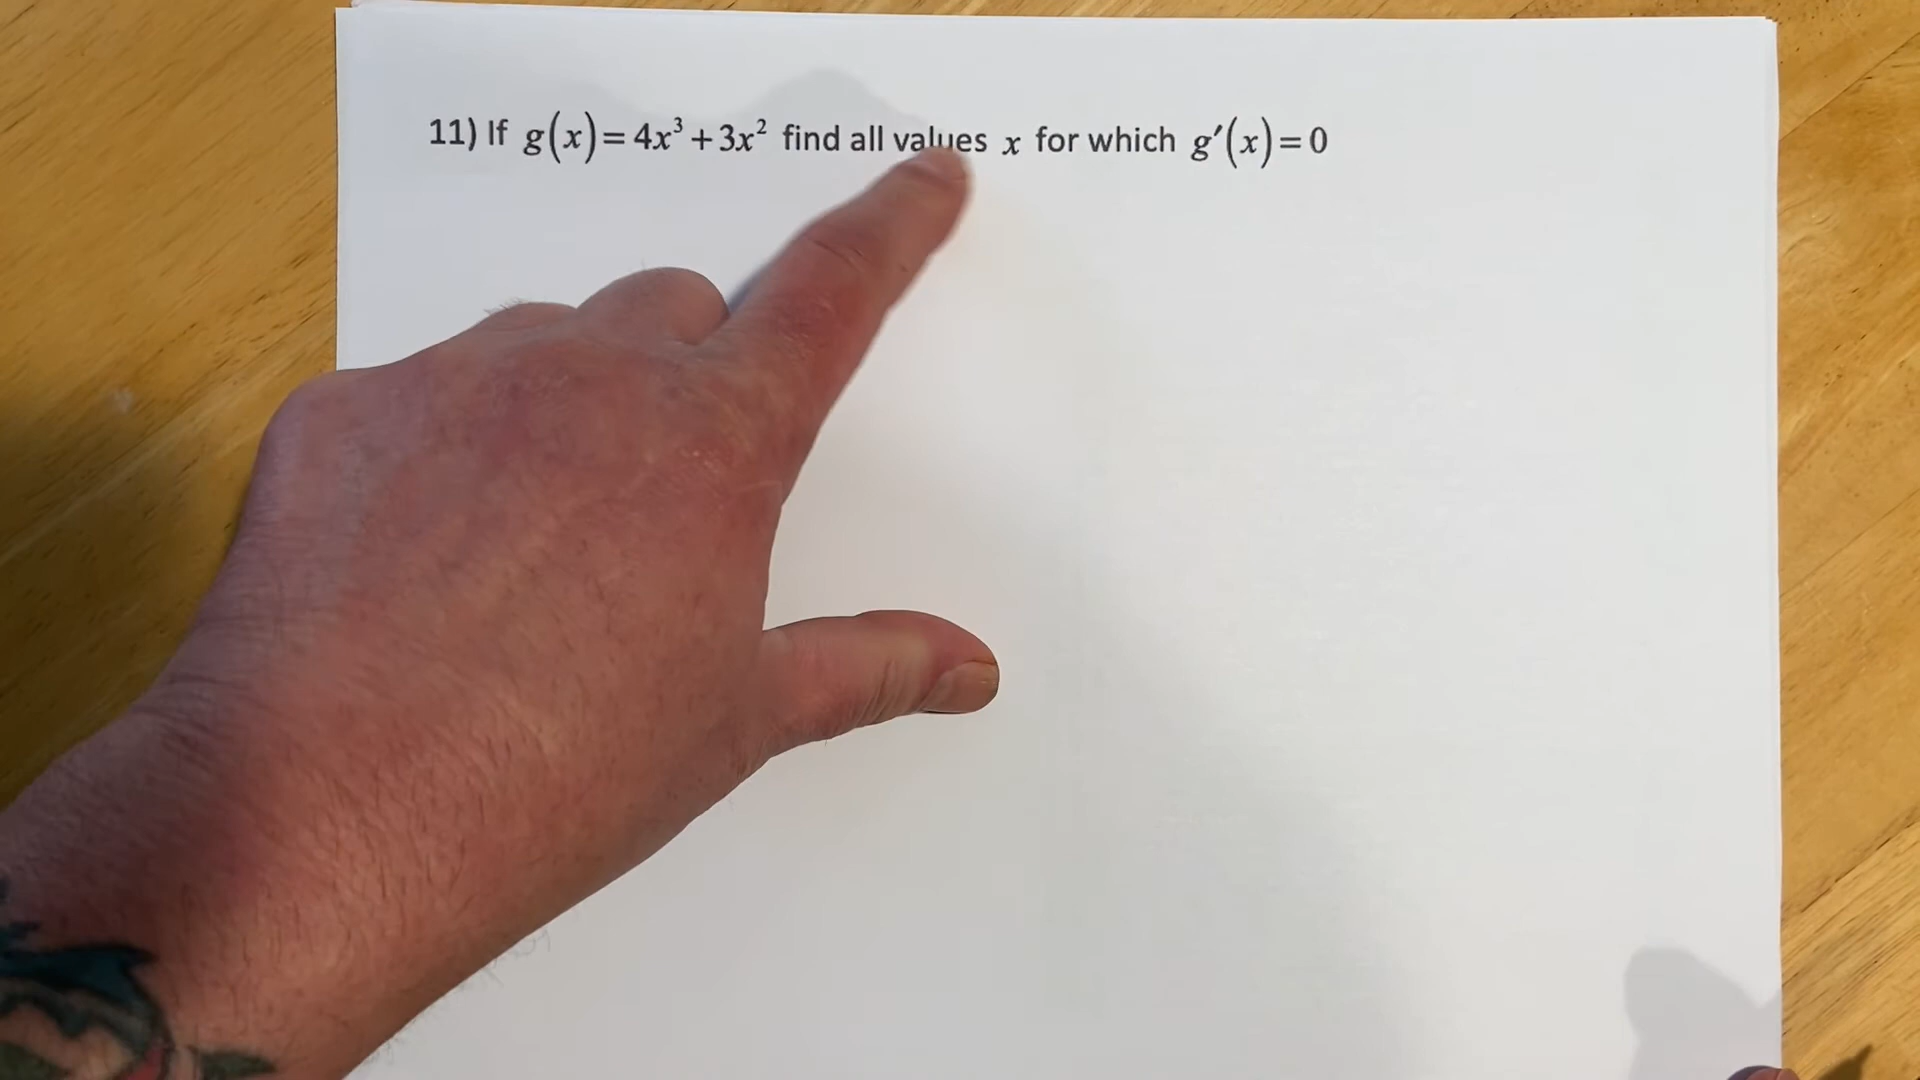 11) If g(x)=4x³+3x² find all values x for which g′(x)=0